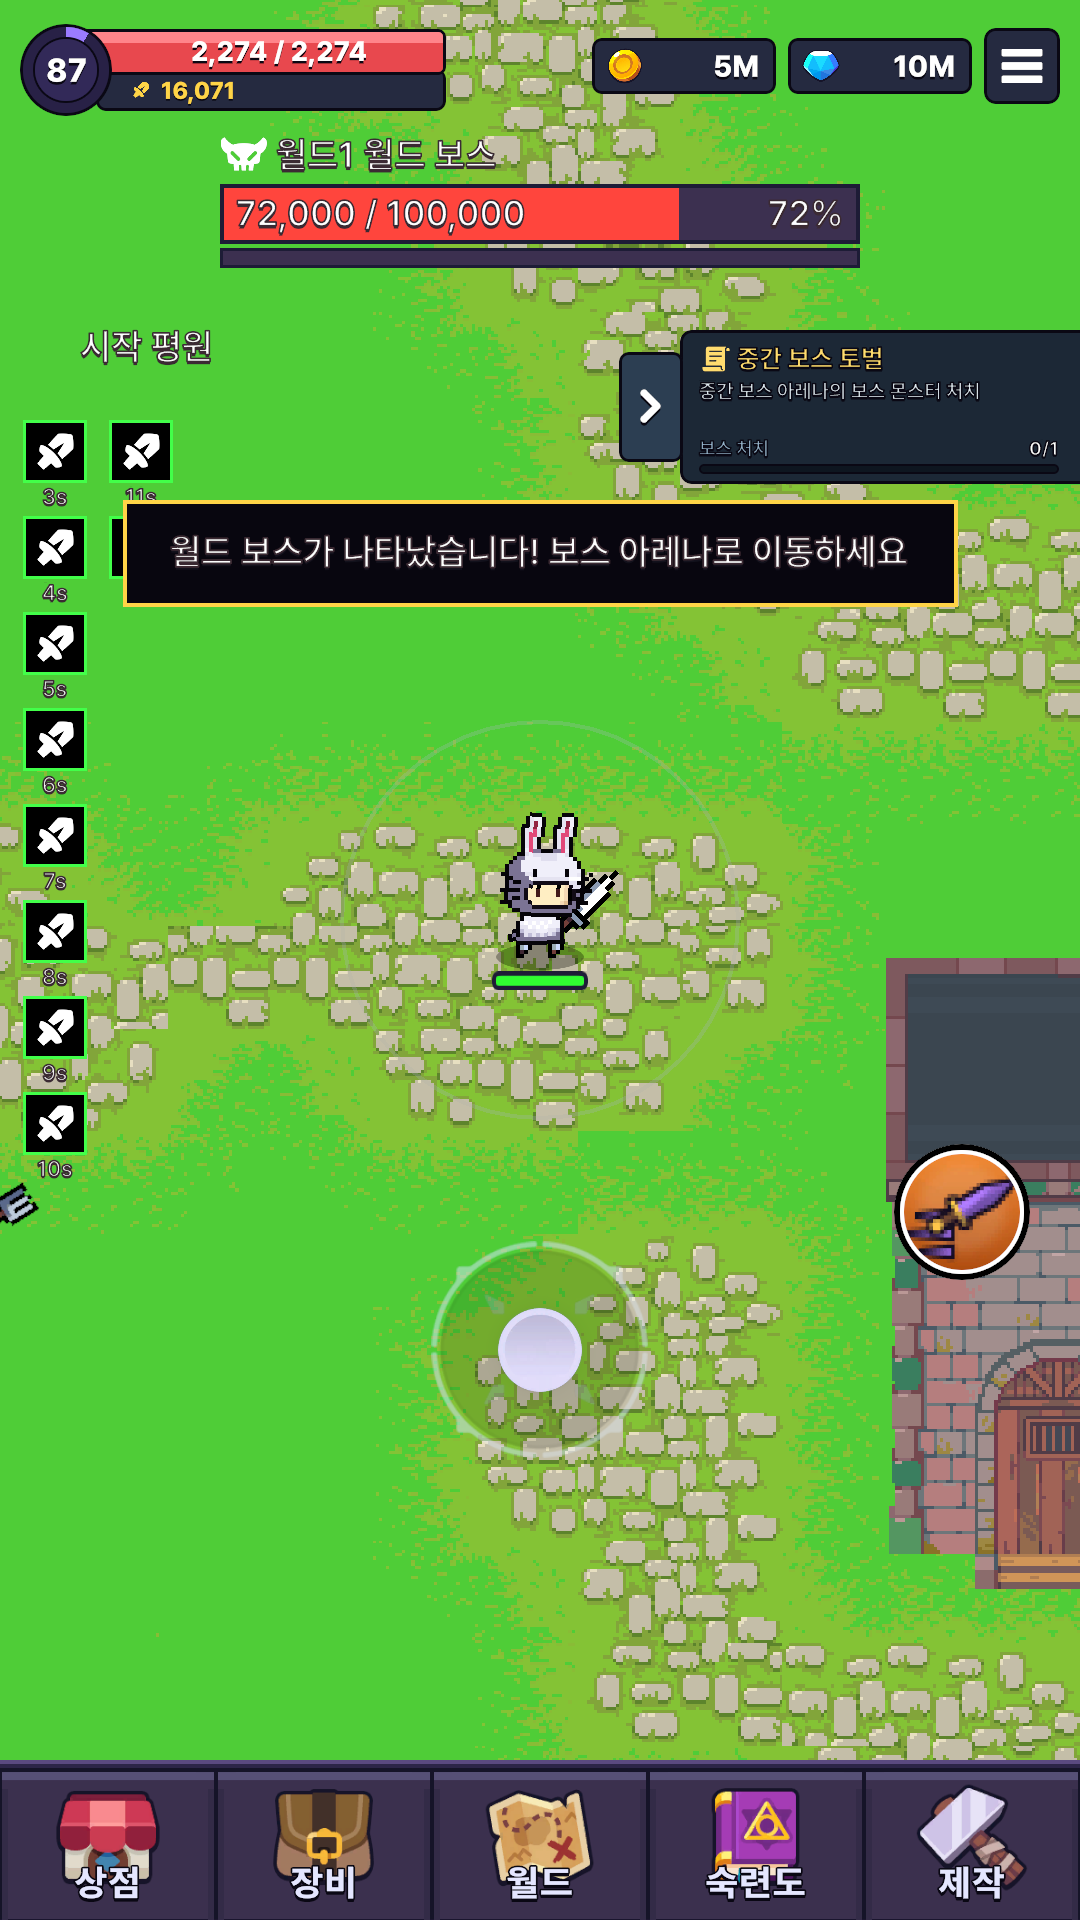 87
2,274 / 2,274
16,071
5M
10M
월드1 월드 보스
72,000 / 100,000
72%
시작 평원
중간 보스 토벌
중간 보스 아레나의 보스 몬스터 처치
보스 처치
0/1
3s
11s
월드 보스가 나타났습니다! 보스 아레나로 이동하세요
4s
5s
6s
7s
8s
9s
10s
상점
장비
월드
숙련도
제작